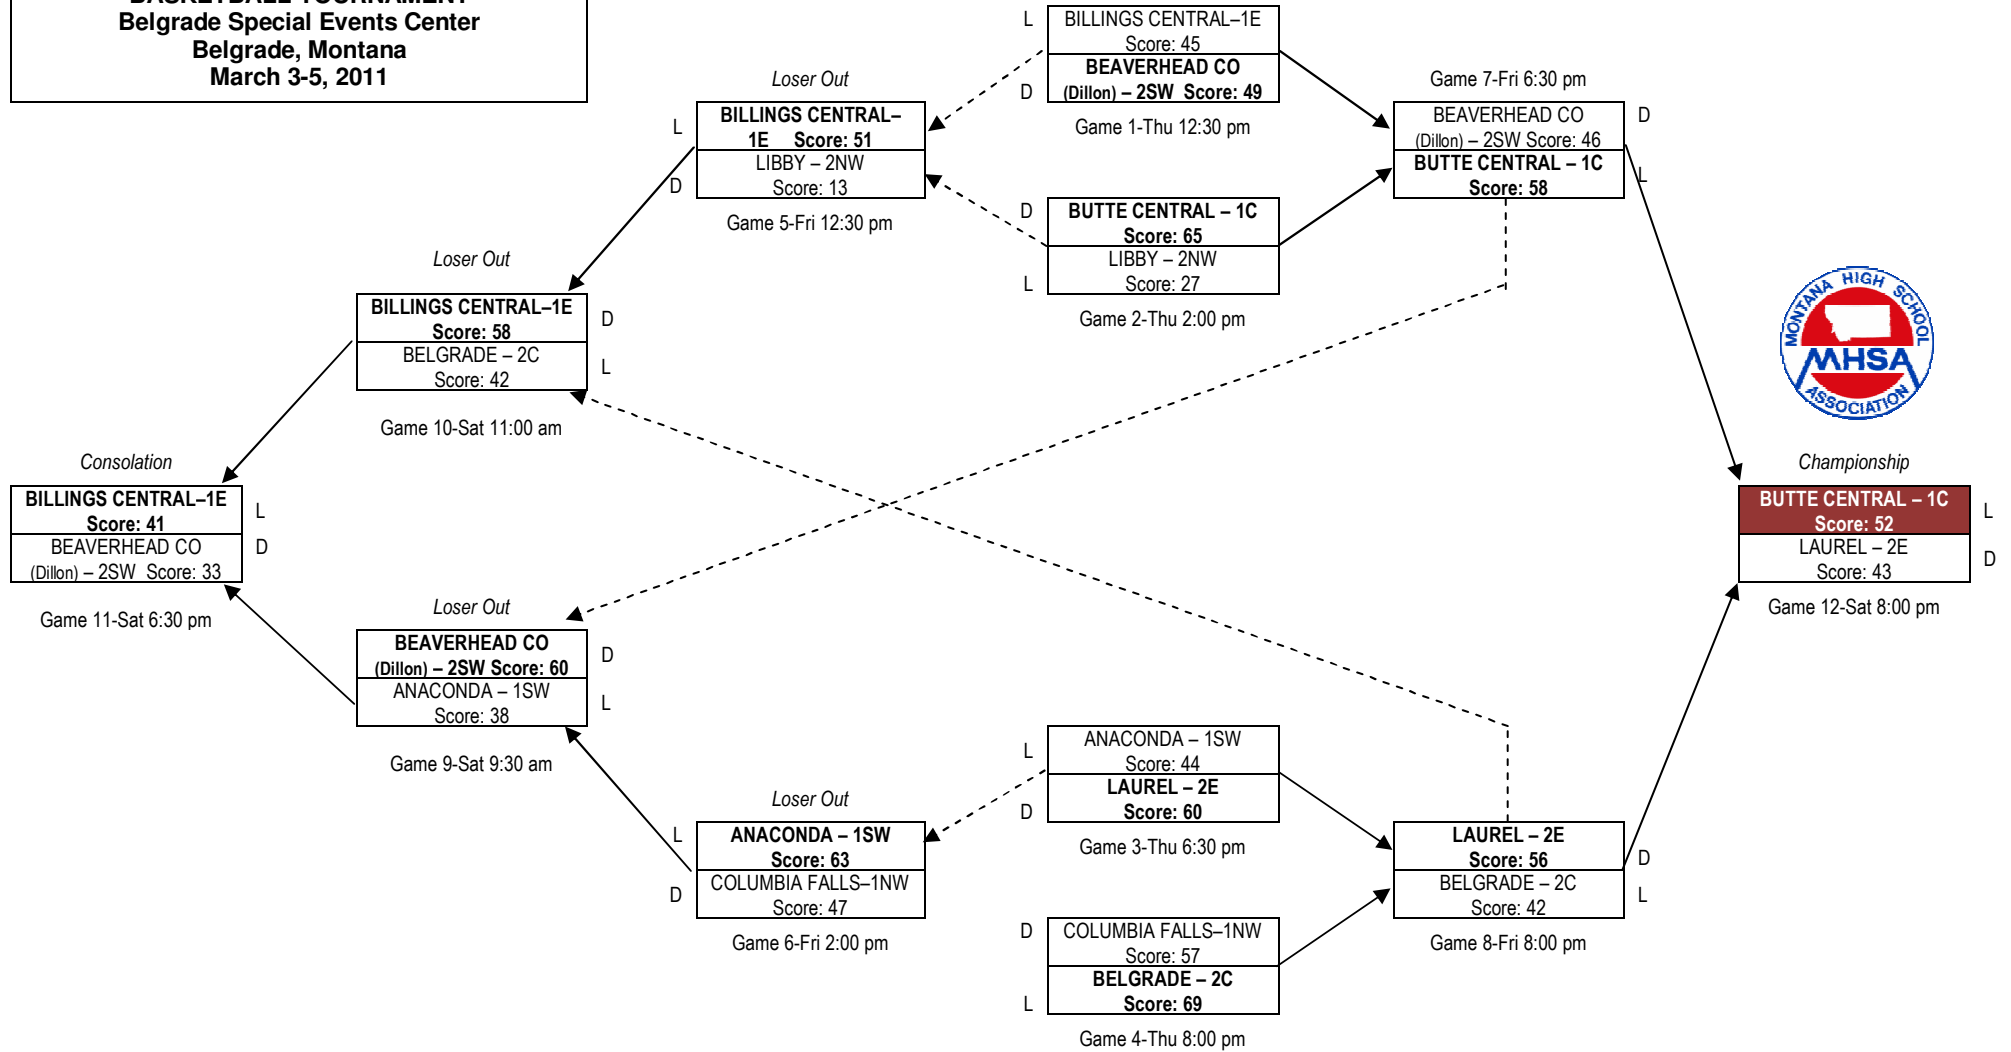 BASKETBALL TOURNAMENT
Belgrade Special Events Center
Belgrade, Montana
March 3-5, 2011
L
BILLINGS CENTRAL–1E
Score: 45
BEAVERHEAD CO
D
(Dillon) – 2SW Score: 49
Game 1-Thu 12:30 pm
Loser Out
L
BILLINGS CENTRAL–
1E Score: 51
LIBBY – 2NW
D
Score: 13
Game 5-Fri 12:30 pm
D
BUTTE CENTRAL – 1C
Score: 65
LIBBY – 2NW
L
Score: 27
Game 2-Thu 2:00 pm
Game 7-Fri 6:30 pm
BEAVERHEAD CO
D
(Dillon) – 2SW Score: 46
BUTTE CENTRAL – 1C
L
Score: 58
Loser Out
BILLINGS CENTRAL–1E
D
Score: 58
BELGRADE – 2C
L
Score: 42
Game 10-Sat 11:00 am
MONTANA HIGH SCHOOL
MHSA
ASSOCIATION
Consolation
BILLINGS CENTRAL–1E
L
Score: 41
BEAVERHEAD CO
D
(Dillon) – 2SW Score: 33
Game 11-Sat 6:30 pm
Championship
BUTTE CENTRAL – 1C
L
Score: 52
LAUREL – 2E
D
Score: 43
Game 12-Sat 8:00 pm
Loser Out
BEAVERHEAD CO
D
(Dillon) – 2SW Score: 60
ANACONDA – 1SW
L
Score: 38
Game 9-Sat 9:30 am
L
ANACONDA – 1SW
Score: 44
LAUREL – 2E
D
Score: 60
Game 3-Thu 6:30 pm
Loser Out
L
ANACONDA – 1SW
Score: 63
COLUMBIA FALLS–1NW
D
Score: 47
Game 6-Fri 2:00 pm
LAUREL – 2E
D
Score: 56
BELGRADE – 2C
L
Score: 42
Game 8-Fri 8:00 pm
D
COLUMBIA FALLS–1NW
Score: 57
BELGRADE – 2C
L
Score: 69
Game 4-Thu 8:00 pm